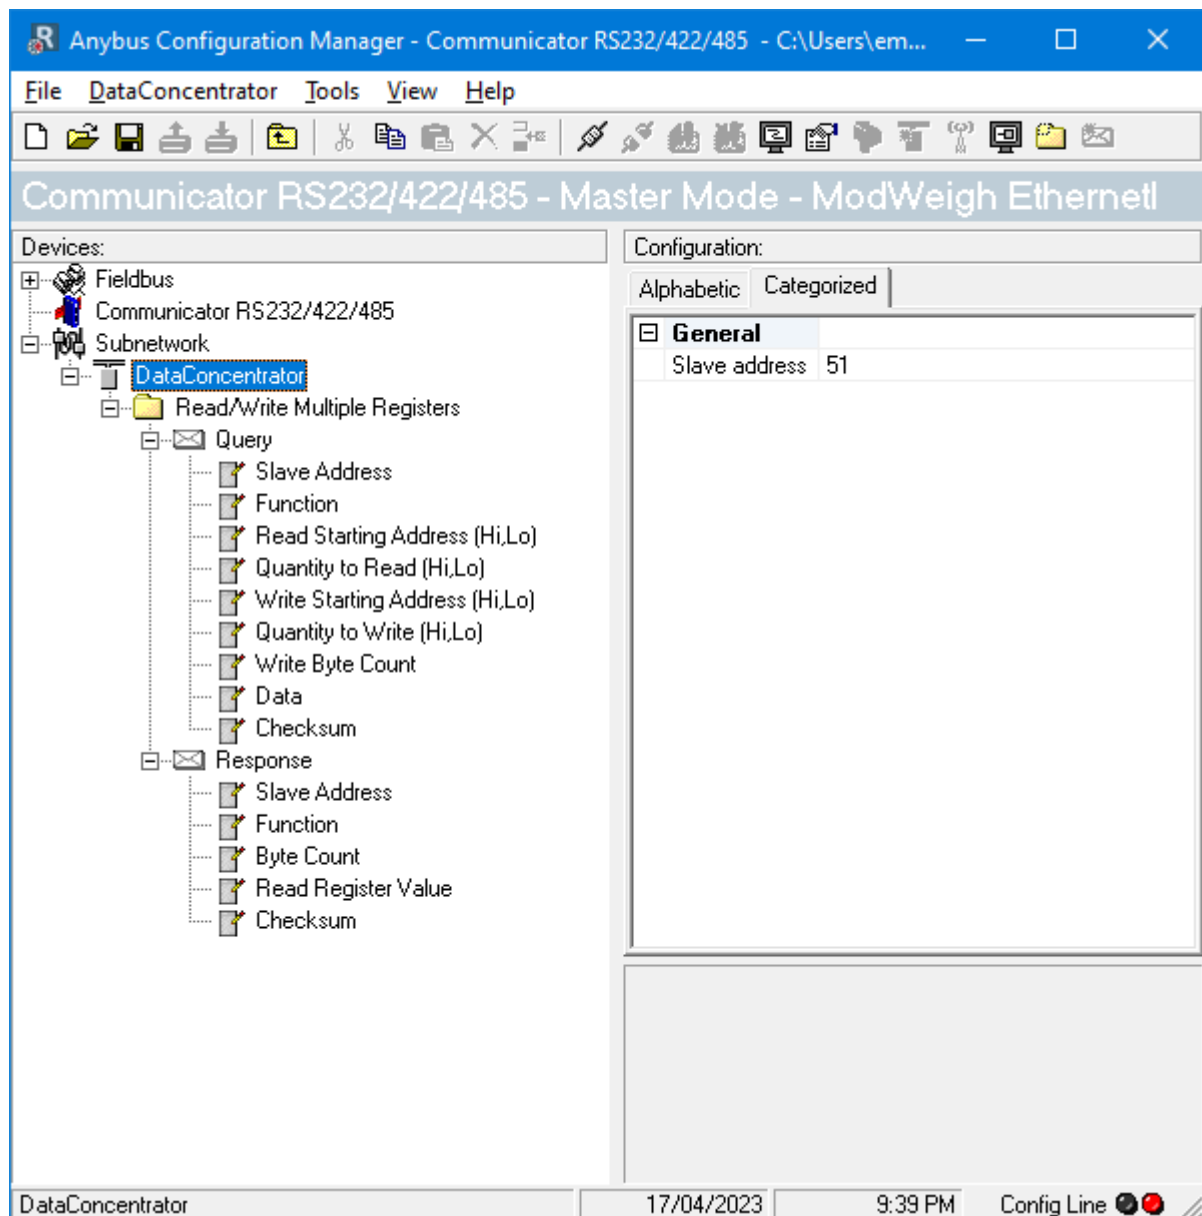 Anybus Configuration Manager - Communicator RS232/422/485 - C:\Users\em...
File DataConcentrator Tools View Help
Communicator RS232/422/485 - Master Mode - ModWeigh EthernetI
Devices:
Fieldbus
Communicator RS232/422/485
Subnetwork
DataConcentrator
Read/Write Multiple Registers
Query
Slave Address
Function
Read Starting Address (Hi,Lo)
Quantity to Read (Hi,Lo)
Write Starting Address (Hi,Lo)
Quantity to Write (Hi,Lo)
Write Byte Count
Data
Checksum
Response
Slave Address
Function
Byte Count
Read Register Value
Checksum
Configuration:
Alphabetic Categorized
General
Slave address 51
DataConcentrator 17/04/2023 9:39 PM Config Line